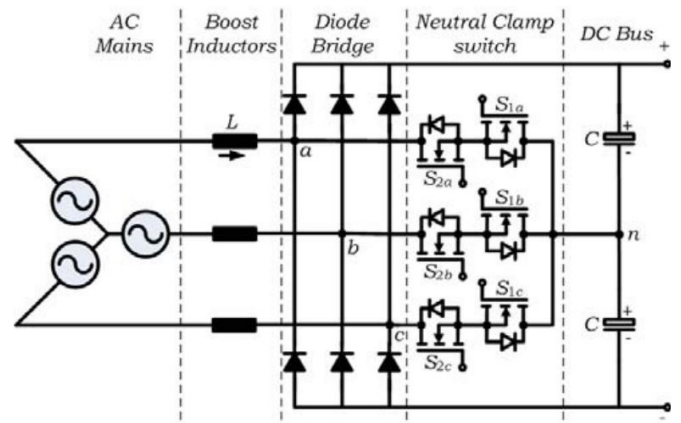 AC Mains
Boost Inductors
Diode Bridge
Neutral Clamp switch
DC Bus
+
L
a
S1a
S2a
C
+
-
b
S1b
S2b
n
c
S1c
S2c
C
+
-
-